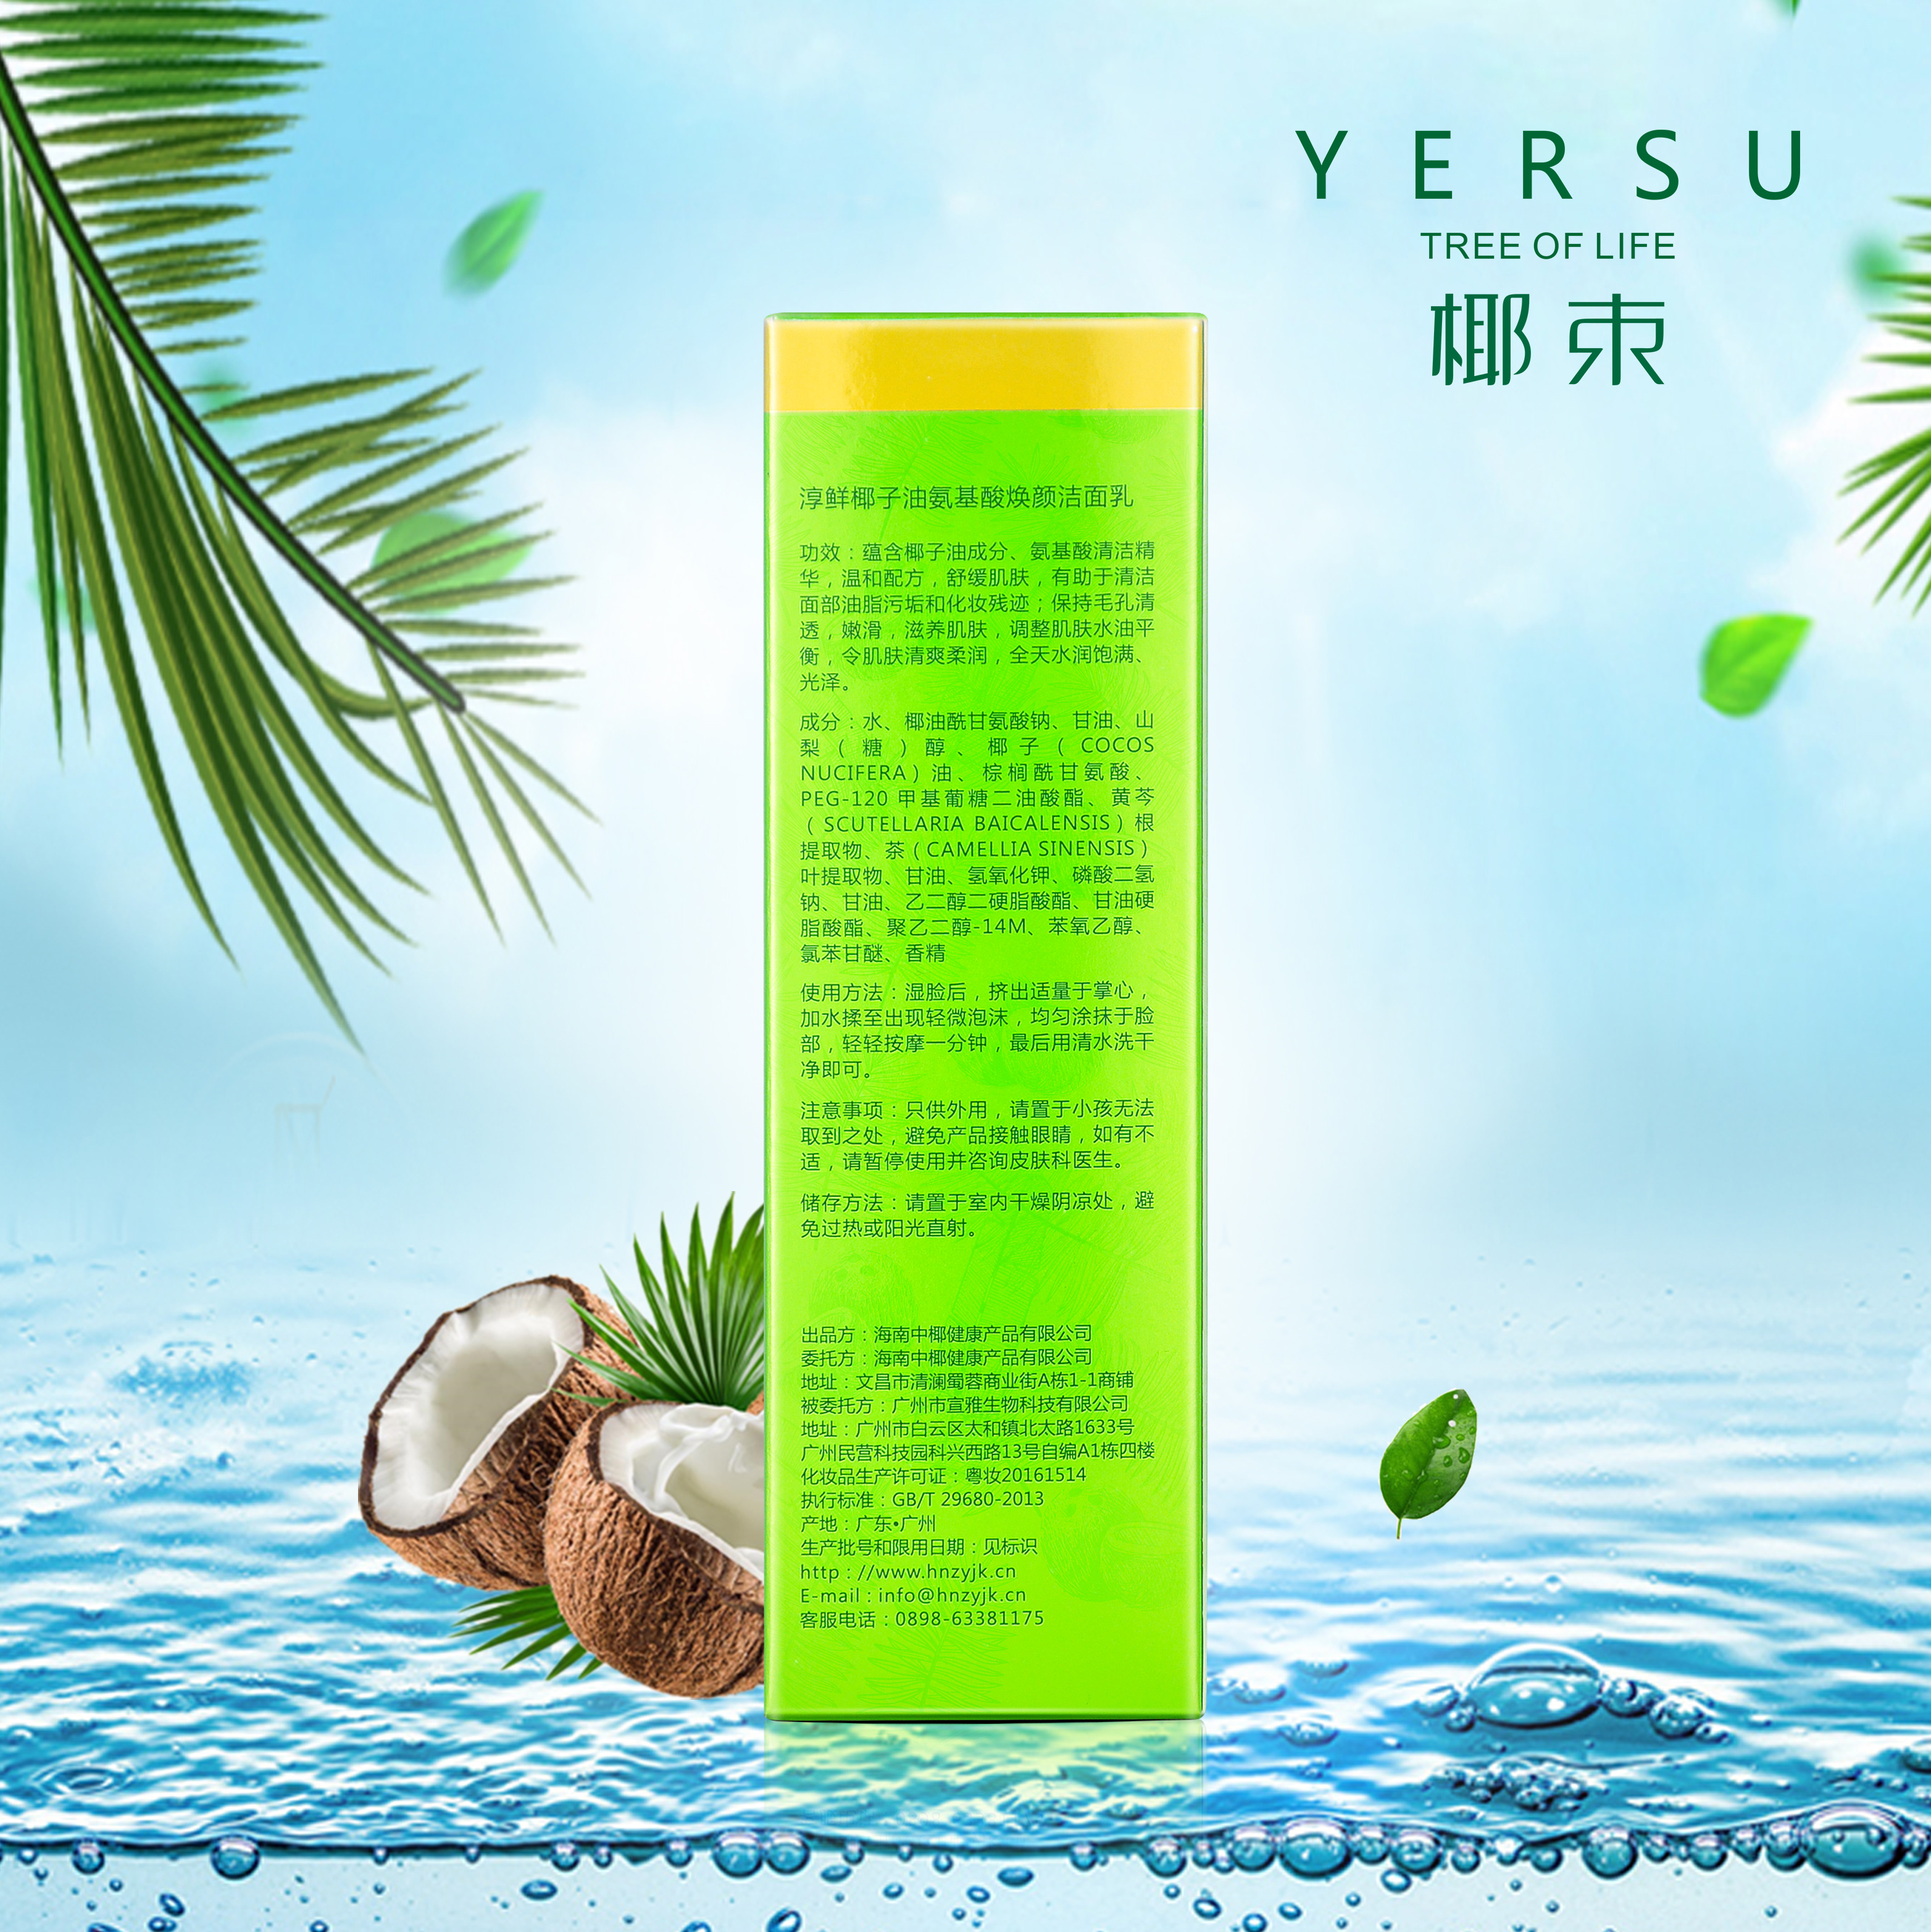 YERSU
TREE OF LIFE
椰朿
淳鲜椰子油氨基酸焕颜洁面乳
功效：蕴含椰子油成分、氨基酸清洁精
华，温和配方，舒缓肌肤，有助于清洁
面部油脂污垢和化妆残迹；保持毛孔清
透，嫩滑，滋养肌肤，调整肌肤水油平
衡，令肌肤清爽柔润，全天水润饱满、
光泽。
成分：水、椰油酰甘氨酸钠、甘油、山
梨（糖）醇、椰子（COCOS
NUCIFERA）油、棕榈酰甘氨酸、
PEG-120 甲基葡糖二油酸酯、黄芩
（SCUTELLARIA BAICALENSIS）根
提取物、茶（CAMELLIA SINENSIS）
叶提取物、甘油、氢氧化钾、磷酸二氢
钠、甘油、乙二醇二硬脂酸酯、甘油硬
脂酸酯、聚乙二醇-14M、苯氧乙醇、
氯苯甘醚、香精
使用方法：湿脸后，挤出适量于掌心，
加水揉至出现轻微泡沫，均匀涂抹于脸
部，轻轻按摩一分钟，最后用清水洗干
净即可。
注意事项：只供外用，请置于小孩无法
取到之处，避免产品接触眼睛，如有不
适，请暂停使用并咨询皮肤科医生。
储存方法：请置于室内干燥阴凉处，避
免过热或阳光直射。
出品方：海南中椰健康产品有限公司
委托方：海南中椰健康产品有限公司
地址：文昌市清澜蜀蓉商业街A栋1-1商铺
被委托方：广州市宣雅生物科技有限公司
地址：广州市白云区太和镇北太路1633号
广州民营科技园科兴西路13号自编A1栋四楼
化妆品生产许可证：粤妆20161514
执行标准：GB/T 29680-2013
产地：广东•广州
生产批号和限用日期：见标识
http：//www.hnzyjk.cn
E-mail：info@hnzyjk.cn
客服电话：0898-63381175